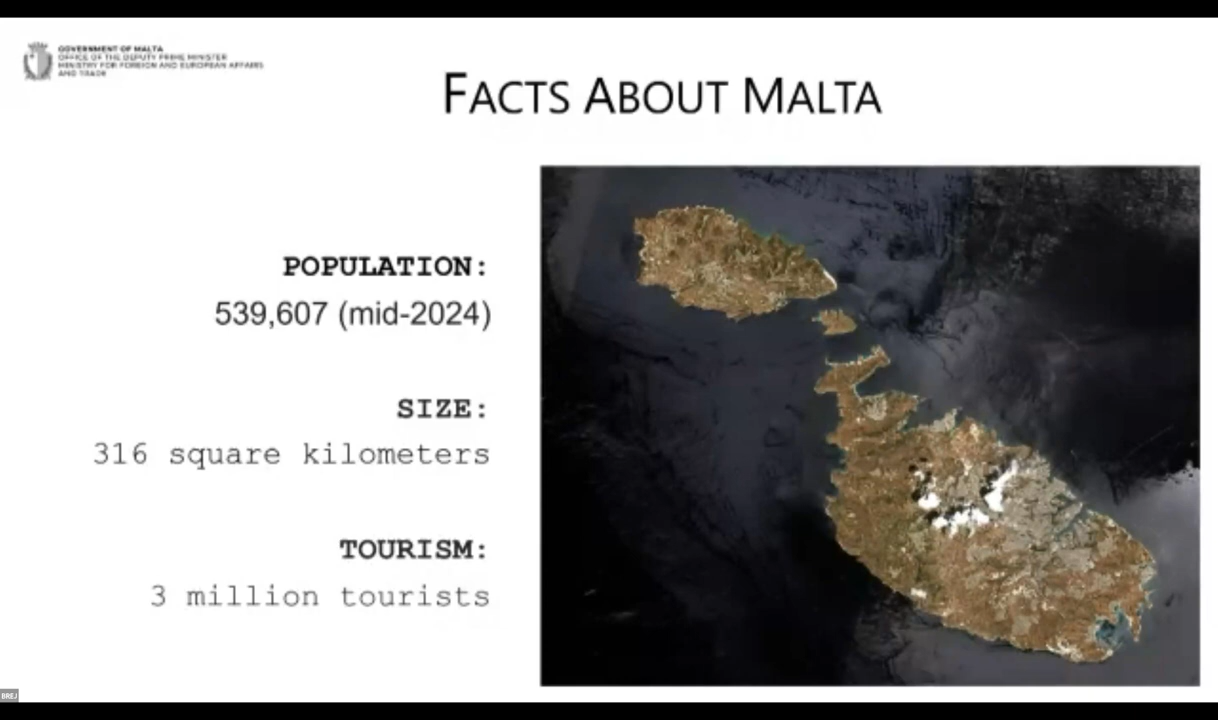 GOVERNMENT OF MALTA
OFFICE OF THE DEPUTY PRIME MINISTER
MINISTRY FOR FOREIGN AND EUROPEAN AFFAIRS
AND TRADE
FACTS ABOUT MALTA
POPULATION:
539,607 (mid-2024)
SIZE:
316 square kilometers
TOURISM:
3 million tourists
BREJ